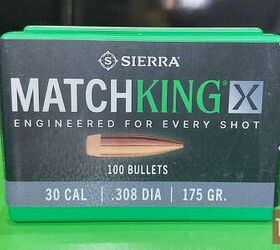 SIERRA
MATCHKING® X
ENGINEERED FOR EVERY SHOT
100 BULLETS
30 CAL | .308 DIA | 175 GR.